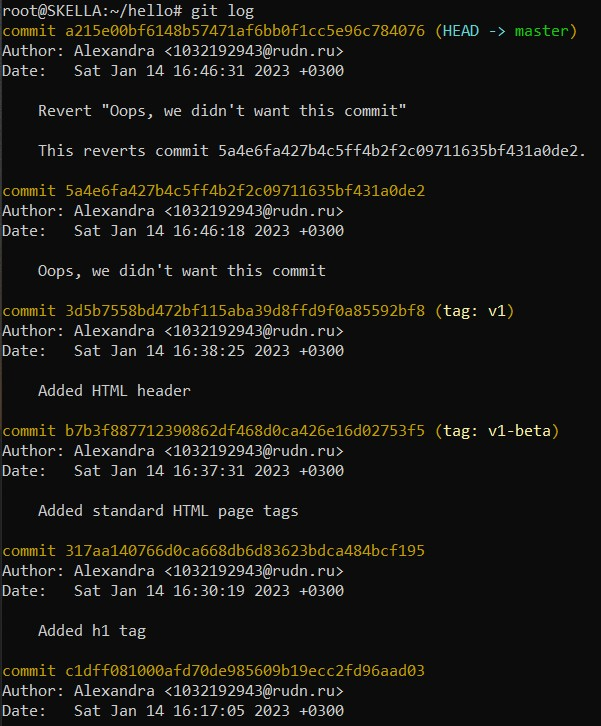 root@SKELLA:~/hello# git log
commit a215e00bf6148b57471af6bb0f1cc5e96c784076 (HEAD -> master)
Author: Alexandra <1032192943@rudn.ru>
Date:   Sat Jan 14 16:46:31 2023 +0300

    Revert "Oops, we didn't want this commit"

    This reverts commit 5a4e6fa427b4c5ff4b2f2c09711635bf431a0de2.

commit 5a4e6fa427b4c5ff4b2f2c09711635bf431a0de2
Author: Alexandra <1032192943@rudn.ru>
Date:   Sat Jan 14 16:46:18 2023 +0300

    Oops, we didn't want this commit

commit 3d5b7558bd472bf115aba39d8ffd9f0a85592bf8 (tag: v1)
Author: Alexandra <1032192943@rudn.ru>
Date:   Sat Jan 14 16:38:25 2023 +0300

    Added HTML header

commit b7b3f887712390862df468d0ca426e16d02753f5 (tag: v1-beta)
Author: Alexandra <1032192943@rudn.ru>
Date:   Sat Jan 14 16:37:31 2023 +0300

    Added standard HTML page tags

commit 317aa140766d0ca668db6d83623bdca484bcf195
Author: Alexandra <1032192943@rudn.ru>
Date:   Sat Jan 14 16:30:19 2023 +0300

    Added h1 tag

commit c1dff081000afd70de985609b19ecc2fd96aad03
Author: Alexandra <1032192943@rudn.ru>
Date:   Sat Jan 14 16:17:05 2023 +0300